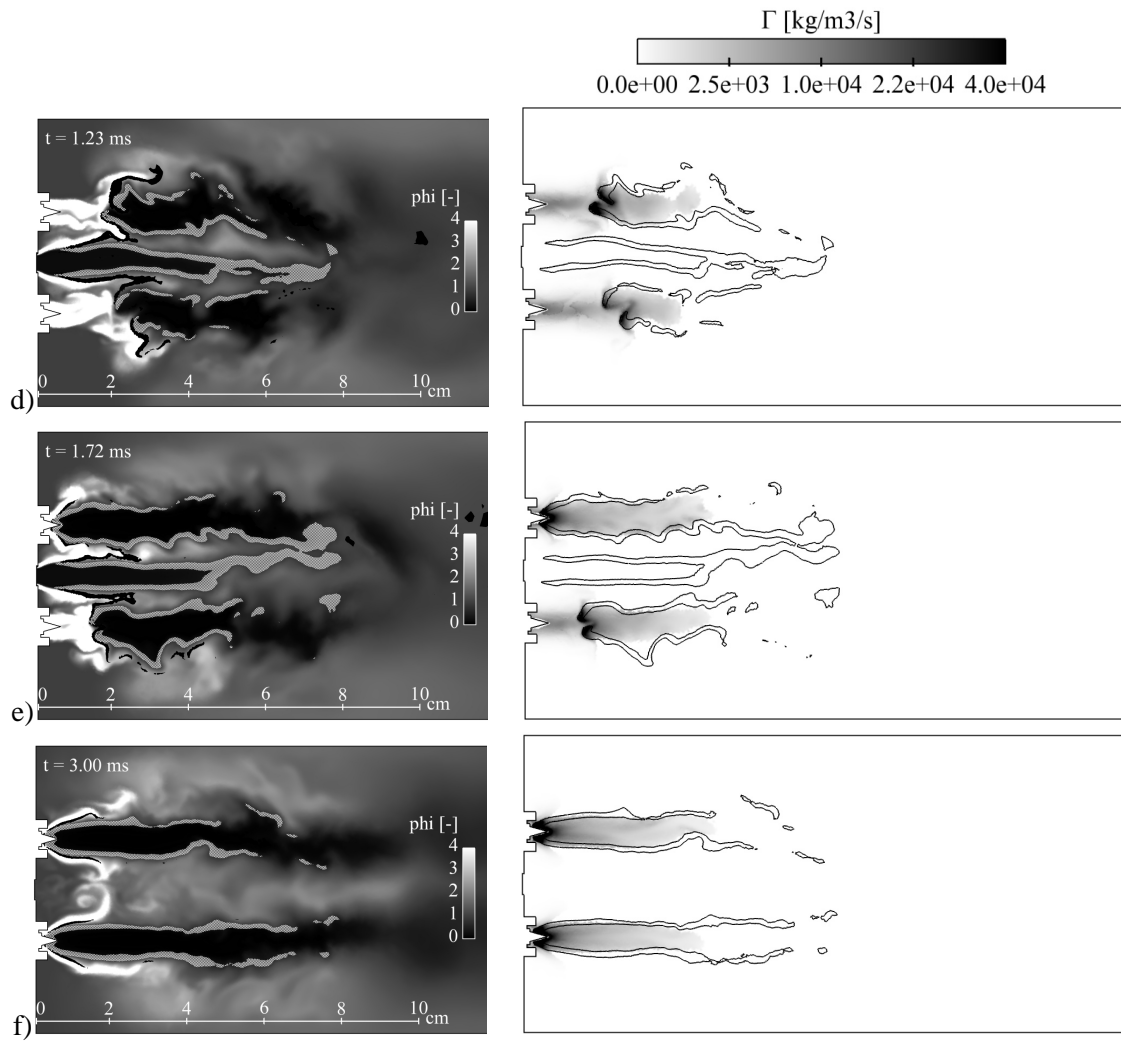 Γ [kg/m3/s]
0.0e+00 2.5e+03 1.0e+04 2.2e+04 4.0e+04
t = 1.23 ms
phi [-]
4
3
2
1
0
0 2 4 6 8 10
cm
d)
t = 1.72 ms
phi [-]
4
3
2
1
0
0 2 4 6 8 10
cm
e)
t = 3.00 ms
phi [-]
4
3
2
1
0
0 2 4 6 8 10
cm
f)